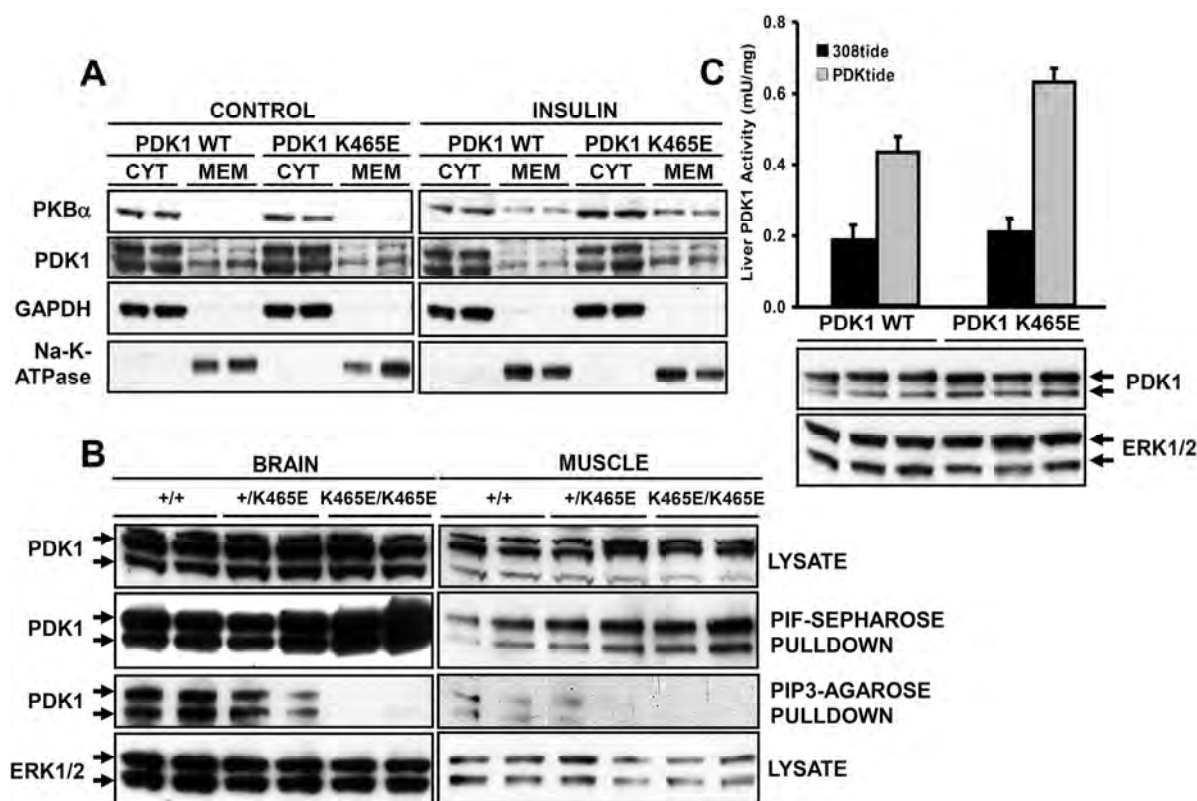 A
CONTROL
INSULIN
PDK1 WT PDK1 K465E PDK1 WT PDK1 K465E
CYT MEM CYT MEM CYT MEM CYT MEM
PKBα
PDK1
GAPDH
Na-K-
ATPase
C
308tide
PDKtide
Liver PDK1 Activity (mU/mg)
0.8
0.6
0.4
0.2
0.0
PDK1 WT PDK1 K465E
PDK1
ERK1/2
B
BRAIN
MUSCLE
+/+ +/K465E K465E/K465E +/+ +/K465E K465E/K465E
PDK1
LYSATE
PDK1
PIF-SEPHAROSE
PULLDOWN
PDK1
PIP3-AGAROSE
PULLDOWN
ERK1/2
LYSATE